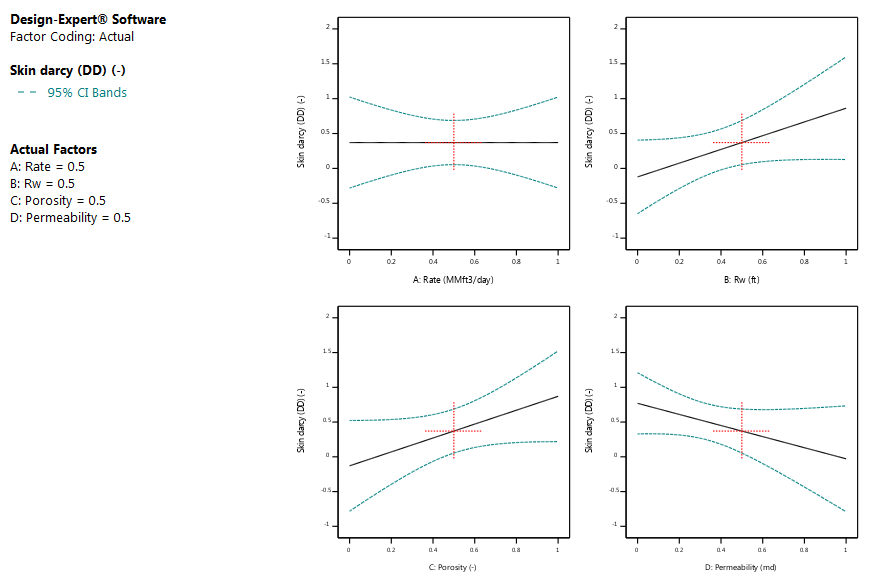 Design-Expert® Software
Factor Coding: Actual
Skin darcy (DD) (-)
95% CI Bands
Actual Factors
A: Rate = 0.5
B: Rw = 0.5
C: Porosity = 0.5
D: Permeability = 0.5
Skin darcy (DD) (-)
2
1.5
1
0.5
0
-0.5
-1
0 0.2 0.4 0.6 0.8 1
A: Rate (MMft3/day)
Skin darcy (DD) (-)
2
1.5
1
0.5
0
-0.5
-1
0 0.2 0.4 0.6 0.8 1
B: Rw (ft)
Skin darcy (DD) (-)
2
1.5
1
0.5
0
-0.5
-1
0 0.2 0.4 0.6 0.8 1
C: Porosity (-)
Skin darcy (DD) (-)
2
1.5
1
0.5
0
-0.5
-1
0 0.2 0.4 0.6 0.8 1
D: Permeability (md)